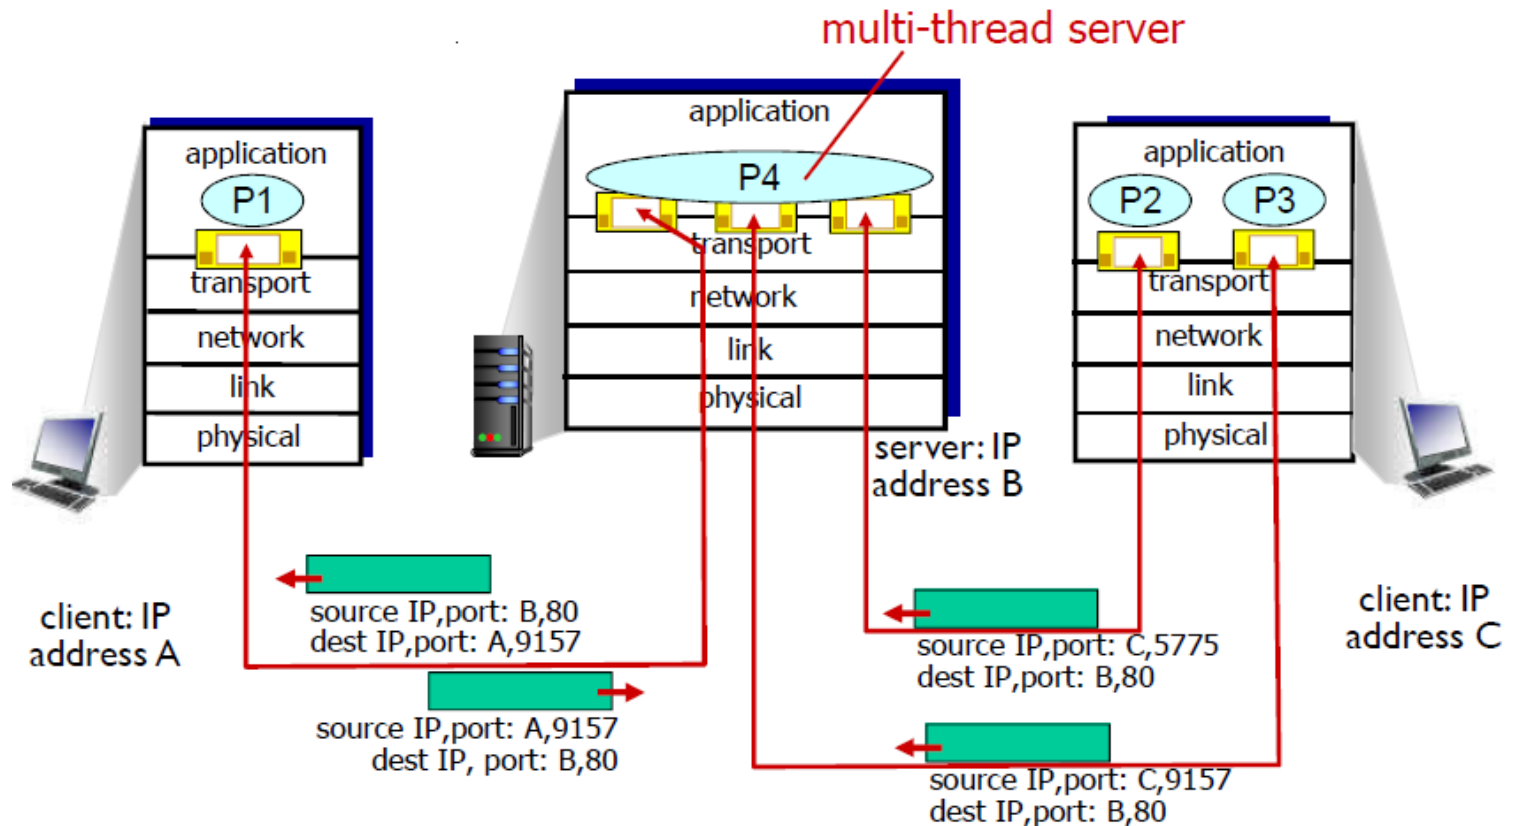 multi-thread server
application
P1
transport
network
link
physical
application
P4
transport
network
link
physical
application
P2
P3
transport
network
link
physical
server: IP
address B
client: IP
address A
source IP,port: B,80
dest IP,port: A,9157
source IP,port: A,9157
dest IP, port: B,80
source IP,port: C,5775
dest IP,port: B,80
source IP,port: C,9157
dest IP,port: B,80
client: IP
address C